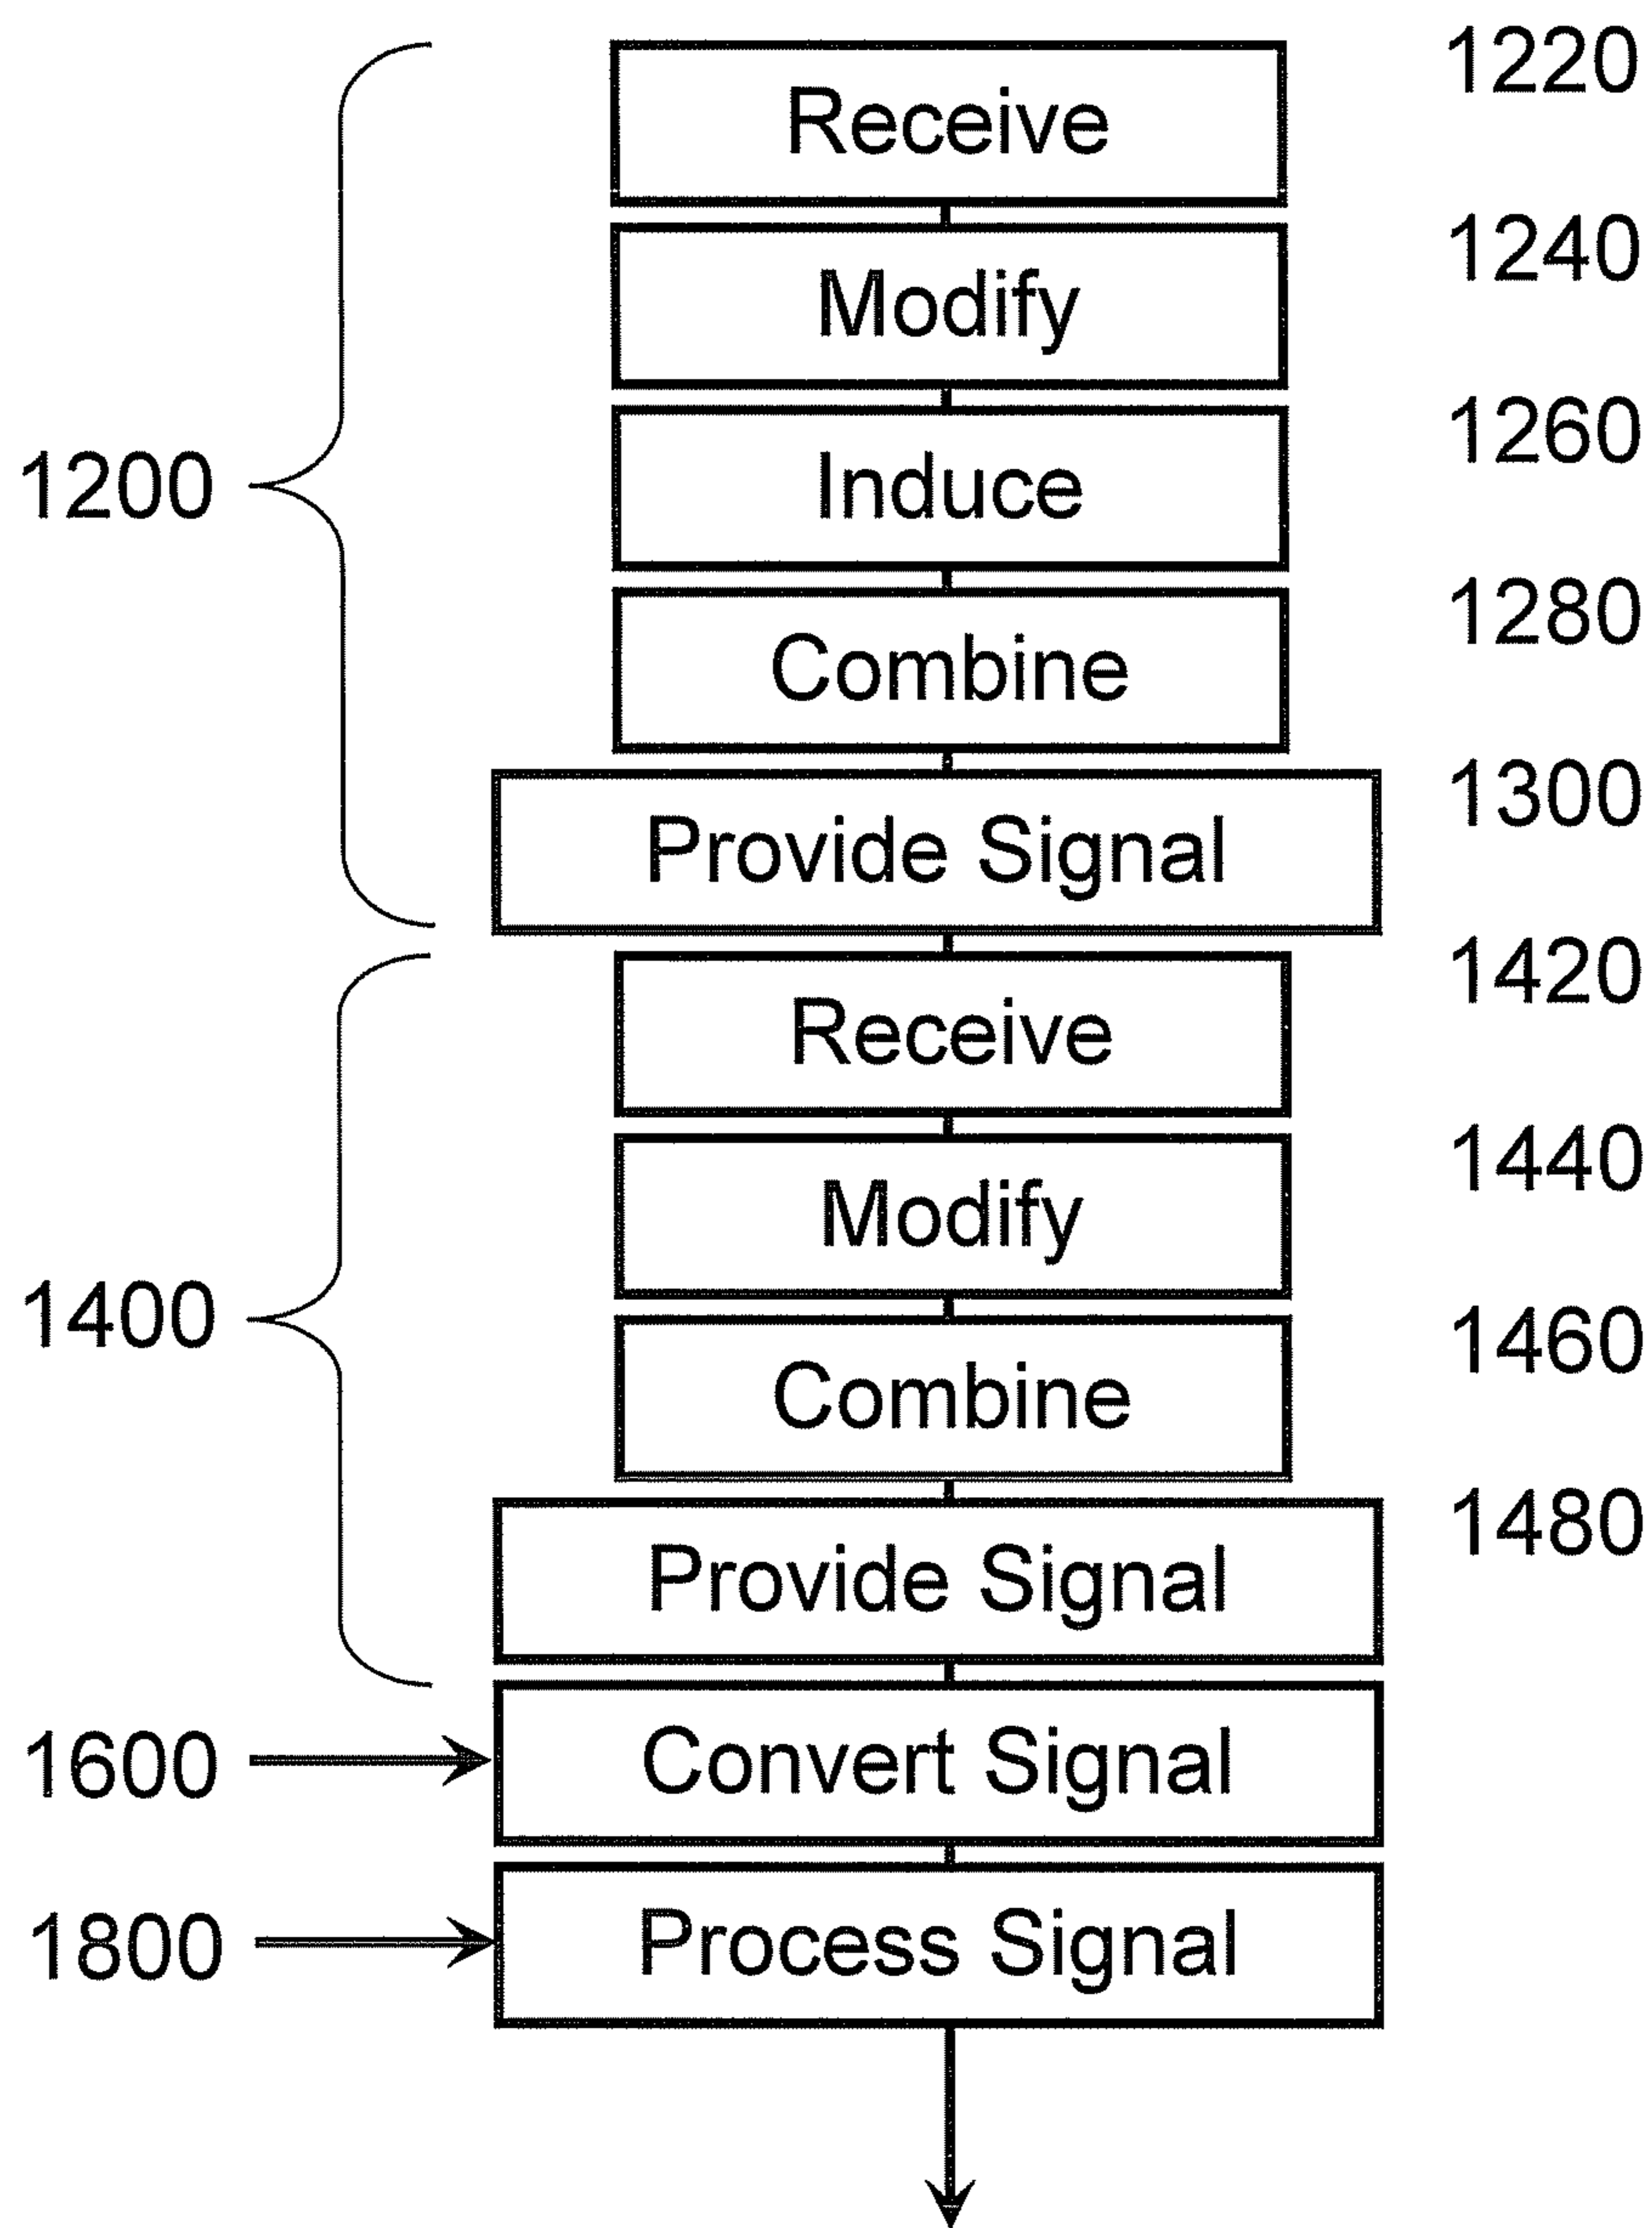 1220
Receive
1240
Modify
1260
Induce
1200
1280
Combine
1300
Provide Signal
1420
Receive
1440
Modify
1400
1460
Combine
1480
Provide Signal
1600
Convert Signal
1800
Process Signal